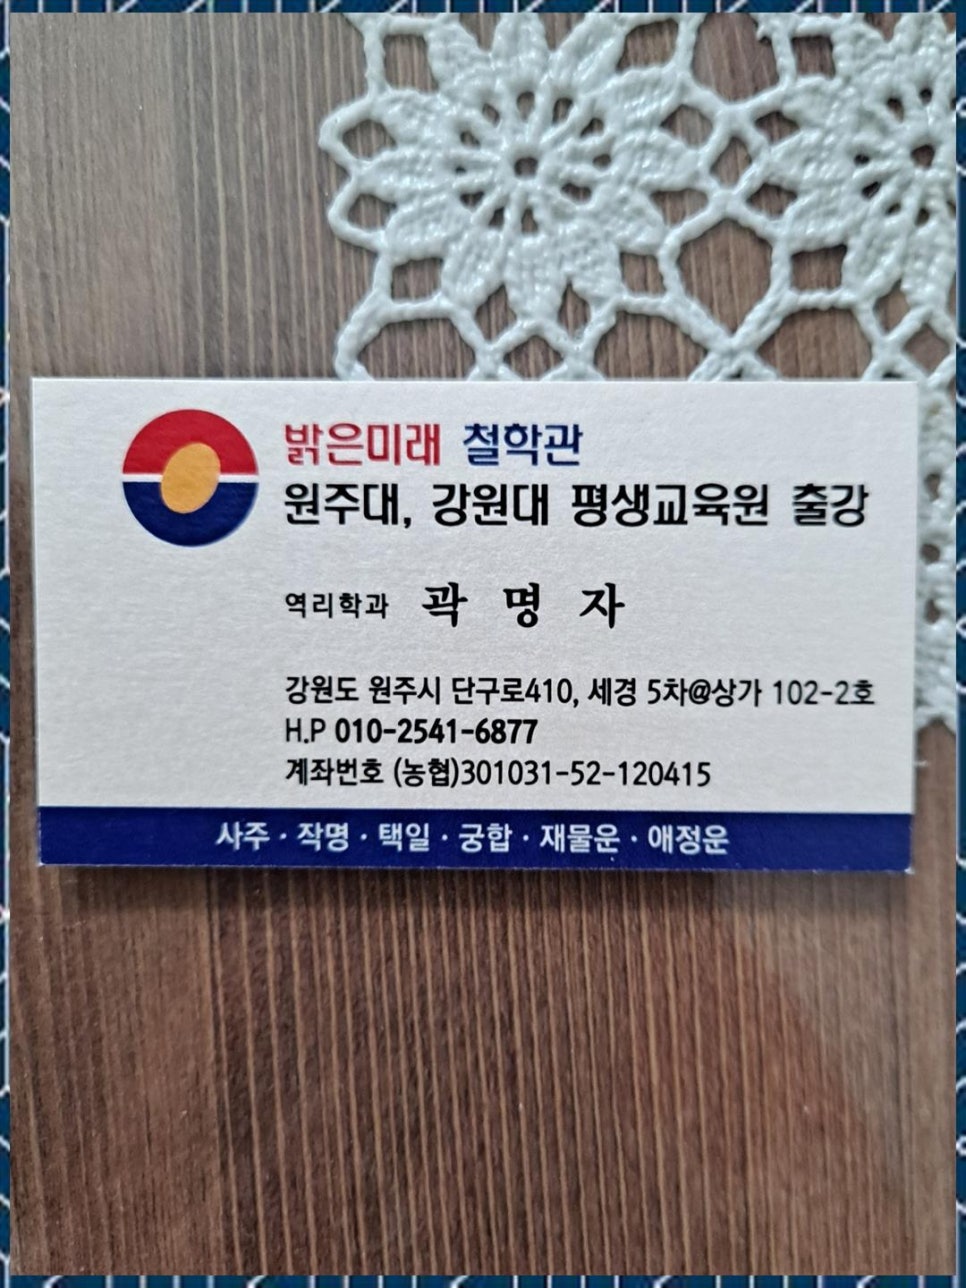 밝은미래 철학관
원주대, 강원대 평생교육원 출강
역리학과 곽 명 자
강원도 원주시 단구로410, 세경 5차@상가 102-2호
H.P 010-2541-6877
계좌번호 (농협)301031-52-120415
사주 · 작명 · 택일 · 궁합 · 재물운 · 애정운